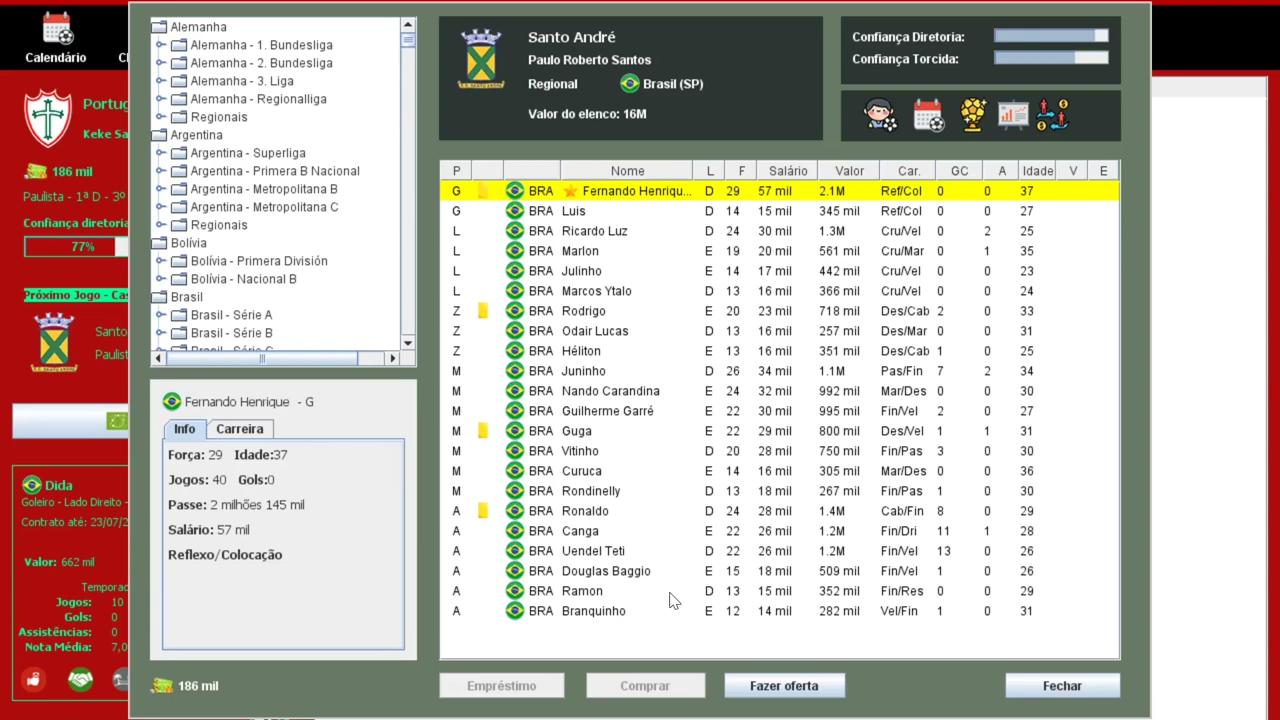 Calendário
Portug
Keke Sa
186 mil
Paulista - 1ª D - 3º
Confiança diretoria
77%
Próximo Jogo - Cas
Santo
Paulist
Dida
Goleiro - Lado Direito -
Contrato até: 23/07/2
Valor: 662 mil
Temporad
Jogos: 10
Gols: 0
Assistências: 0
Nota Média: 7,0
Alemanha
Alemanha - 1. Bundesliga
Alemanha - 2. Bundesliga
Alemanha - 3. Liga
Alemanha - Regionalliga
Regionais
Argentina
Argentina - Superliga
Argentina - Primera B Nacional
Argentina - Metropolitana B
Argentina - Metropolitana C
Regionais
Bolívia
Bolívia - Primera División
Bolívia - Nacional B
Brasil
Brasil - Série A
Brasil - Série B
Brasil - Série C
Fernando Henrique - G
Info Carreira
Força: 29 Idade:37
Jogos: 40 Gols:0
Passe: 2 milhões 145 mil
Salário: 57 mil
Reflexo/Colocação
186 mil
Santo André
Paulo Roberto Santos
Regional Brasil (SP)
Valor do elenco: 16M
Confiança Diretoria:
Confiança Torcida:
P Nome L F Salário Valor Car. GC A Idade V E
G BRA Fernando Henriqu... D 29 57 mil 2.1M Ref/Col 0 0 37
G BRA Luis D 14 15 mil 345 mil Ref/Col 0 0 27
L BRA Ricardo Luz D 24 30 mil 1.3M Cru/Vel 0 2 25
L BRA Marlon E 19 20 mil 561 mil Cru/Mar 0 1 35
L BRA Julinho E 14 17 mil 442 mil Cru/Vel 0 0 23
L BRA Marcos Ytalo D 13 16 mil 366 mil Cru/Vel 0 0 24
Z BRA Rodrigo E 20 23 mil 718 mil Des/Cab 2 0 33
Z BRA Odair Lucas D 13 16 mil 257 mil Des/Mar 0 0 31
Z BRA Héliton E 13 16 mil 351 mil Des/Cab 1 0 25
M BRA Juninho D 26 34 mil 1.1M Pas/Fin 7 2 34
M BRA Nando Carandina E 24 32 mil 992 mil Mar/Des 0 0 30
M BRA Guilherme Garré E 22 30 mil 995 mil Fin/Vel 2 0 27
M BRA Guga E 22 29 mil 800 mil Des/Vel 1 1 31
M BRA Vitinho D 20 28 mil 750 mil Fin/Pas 3 0 30
M BRA Curuca E 14 16 mil 305 mil Mar/Des 0 0 36
M BRA Rondinelly D 13 18 mil 267 mil Fin/Pas 1 0 30
A BRA Ronaldo D 24 28 mil 1.4M Cab/Fin 8 0 29
A BRA Canga E 22 26 mil 1.2M Fin/Dri 11 1 28
A BRA Uendel Teti D 22 26 mil 1.2M Fin/Vel 13 0 26
A BRA Douglas Baggio E 15 18 mil 509 mil Fin/Vel 1 0 26
A BRA Ramon D 13 15 mil 352 mil Fin/Res 0 0 29
A BRA Branquinho E 12 14 mil 282 mil Vel/Fin 1 0 31
Empréstimo Comprar Fazer oferta Fechar